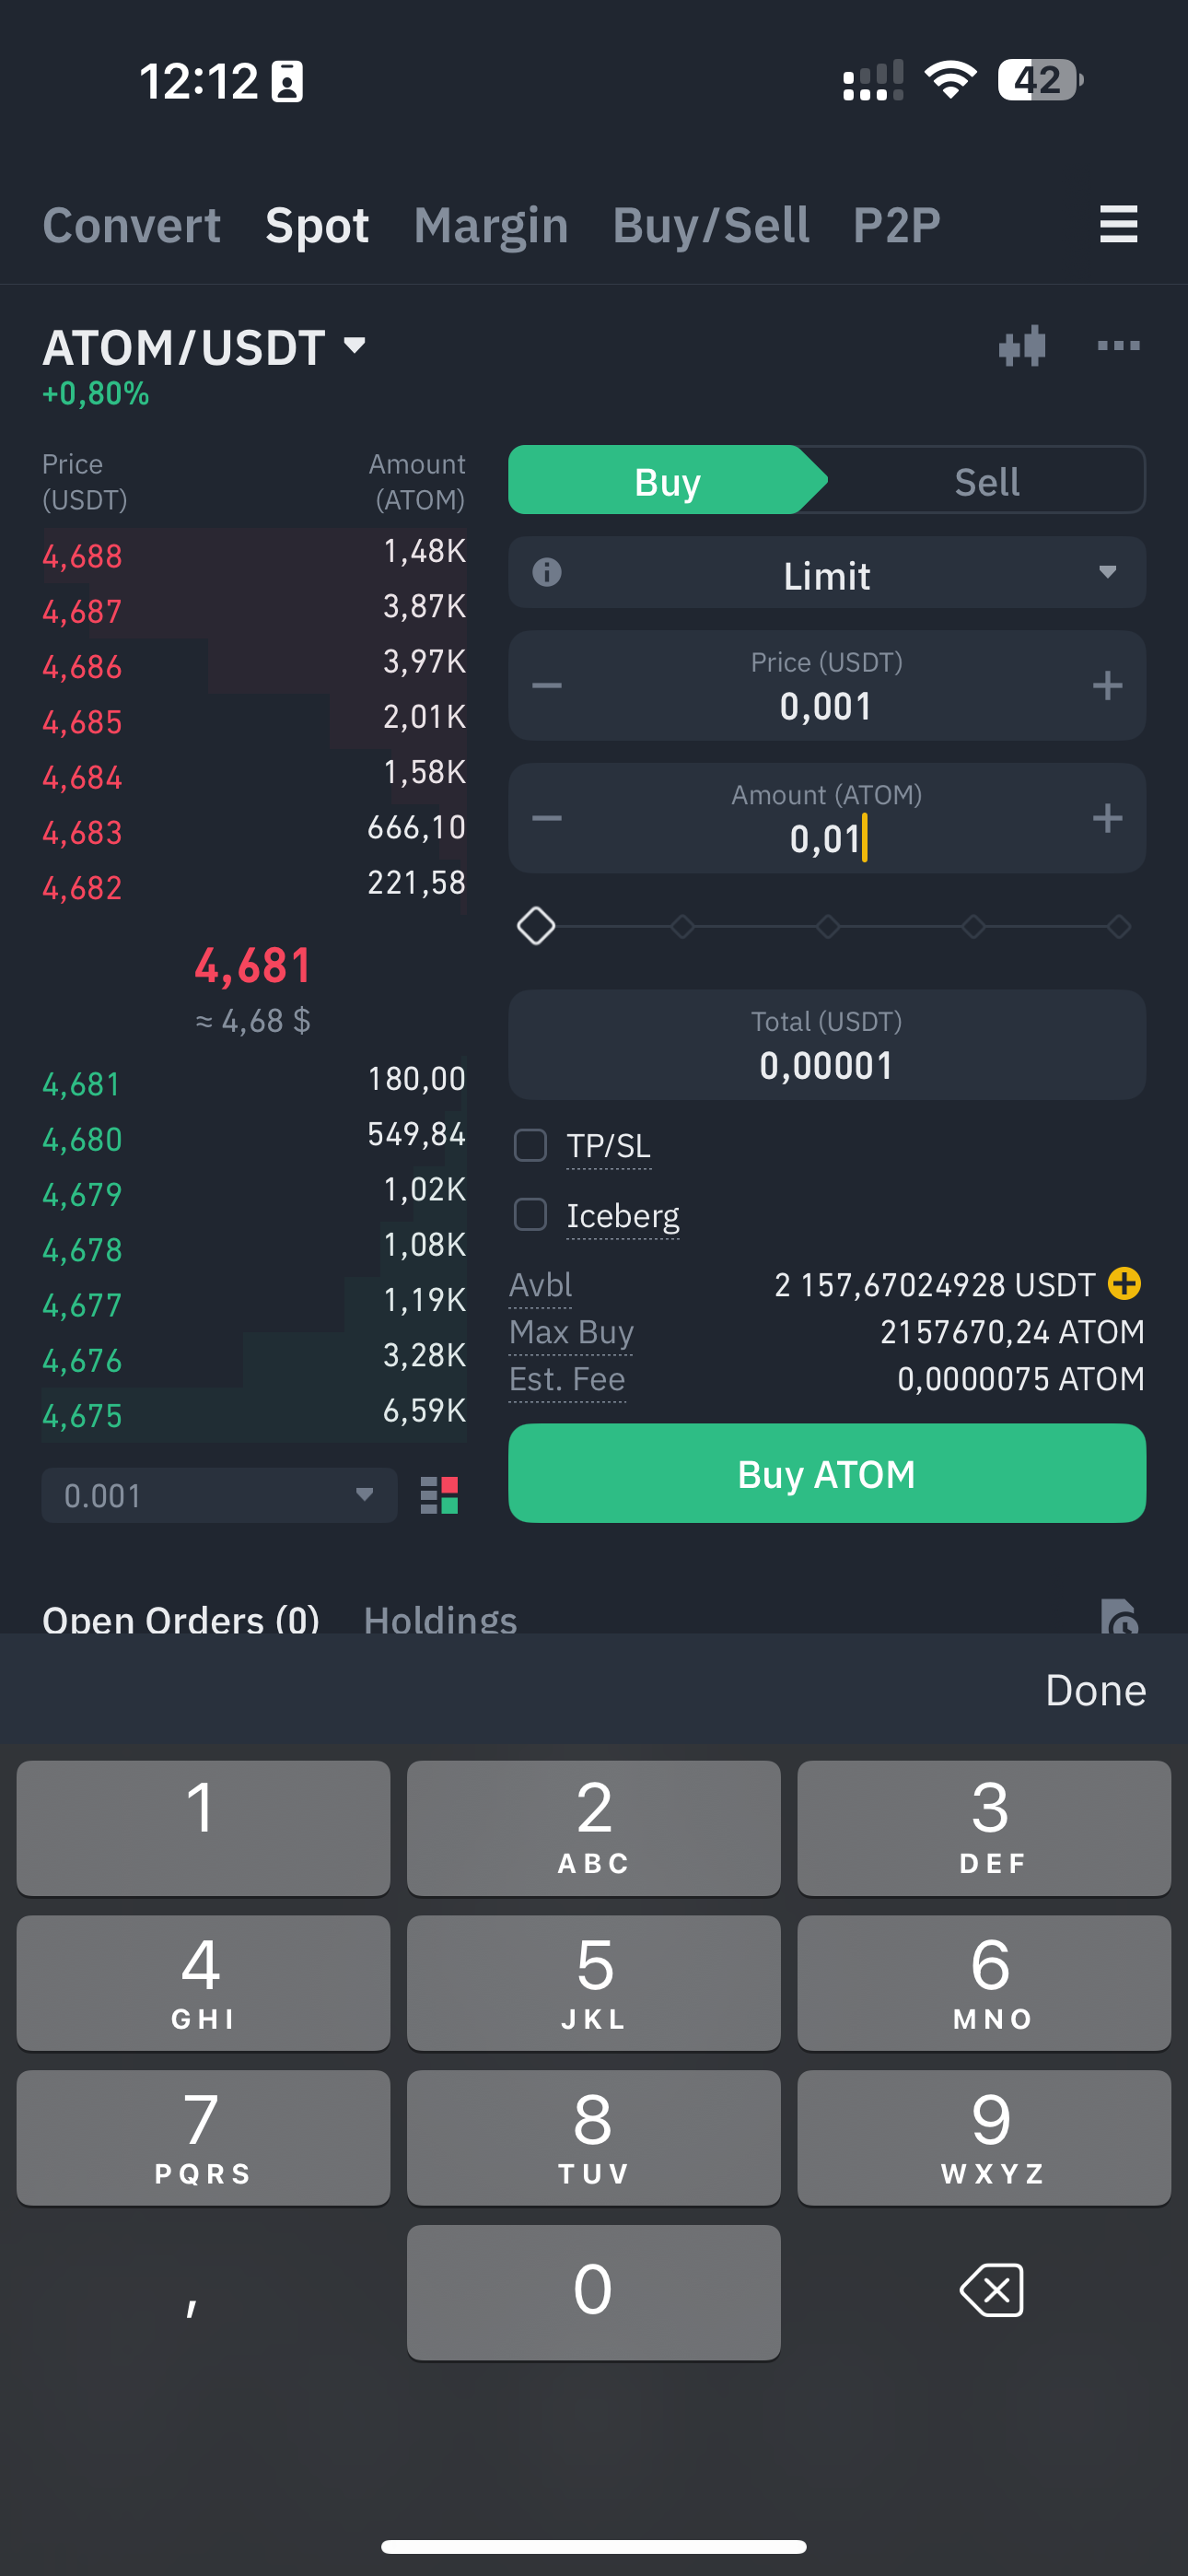 12:12
42
Convert Spot Margin Buy/Sell P2P
ATOM/USDT
+0,80%
Price
(USDT)
Amount
(ATOM)
4,688 1,48K
4,687 3,87K
4,686 3,97K
4,685 2,01K
4,684 1,58K
4,683 666,10
4,682 221,58
4,681
≈ 4,68 $
4,681 180,00
4,680 549,84
4,679 1,02K
4,678 1,08K
4,677 1,19K
4,676 3,28K
4,675 6,59K
0.001
Buy Sell
Limit
Price (USDT)
0,001
Amount (ATOM)
0,01
Total (USDT)
0,00001
TP/SL
Iceberg
Avbl 2 157,67024928 USDT
Max Buy 2157670,24 ATOM
Est. Fee 0,0000075 ATOM
Buy ATOM
Open Orders (0) Holdings
Done
1 2 3
ABC DEF
4 5 6
GHI JKL MNO
7 8 9
PQRS TUV WXYZ
, 0